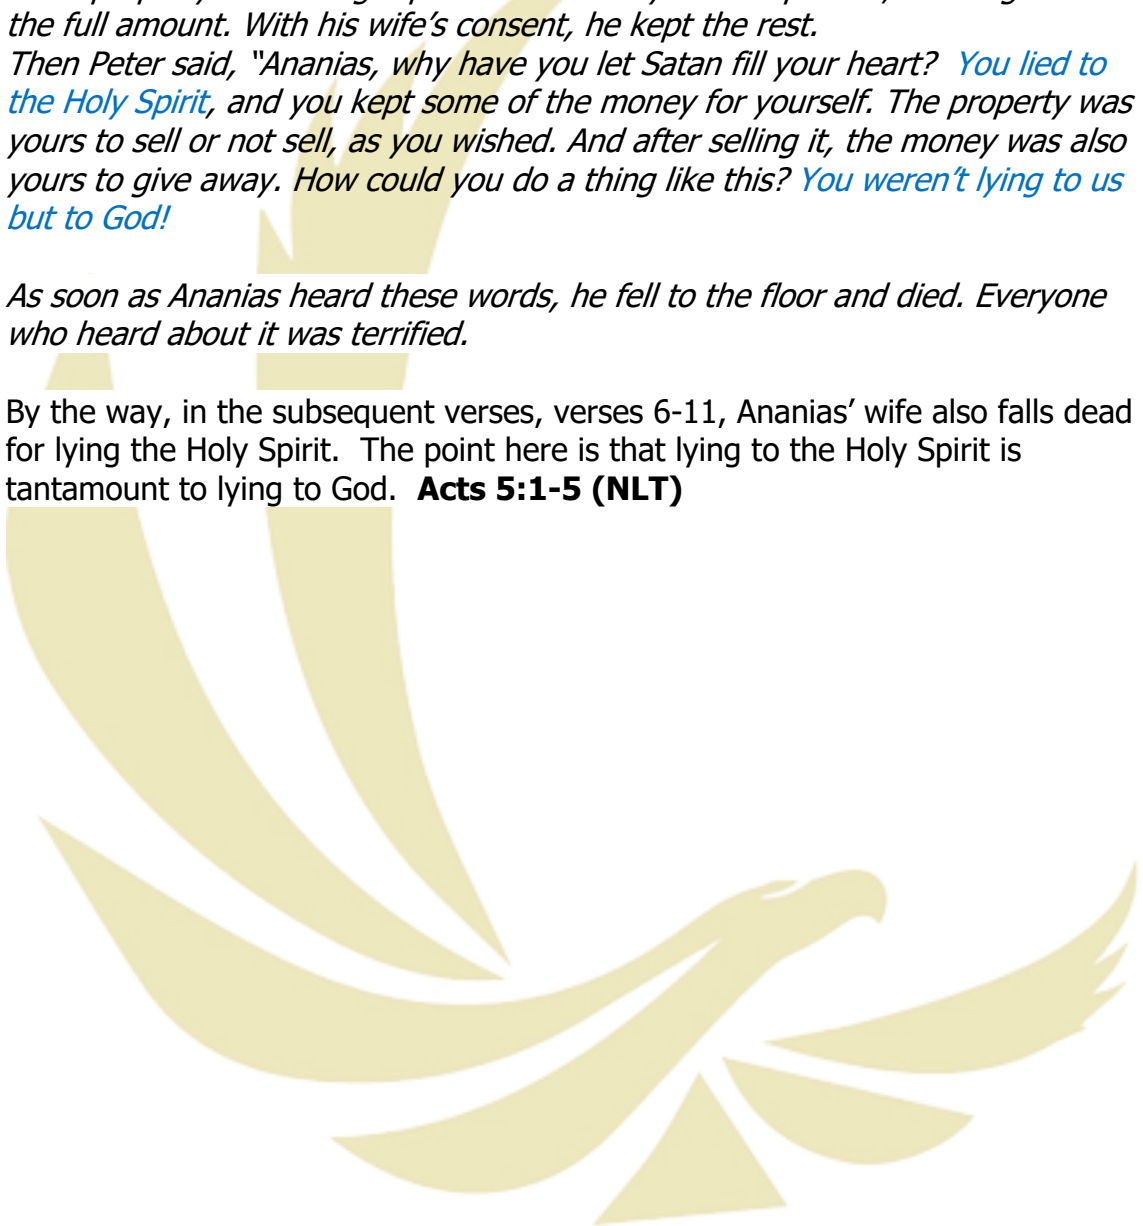 the full amount. With his wife’s consent, he kept the rest.
Then Peter said, “Ananias, why have you let Satan fill your heart?  You lied to
the Holy Spirit, and you kept some of the money for yourself. The property was
yours to sell or not sell, as you wished. And after selling it, the money was also
yours to give away. How could you do a thing like this? You weren’t lying to us
but to God!
As soon as Ananias heard these words, he fell to the floor and died. Everyone
who heard about it was terrified.
By the way, in the subsequent verses, verses 6-11, Ananias’ wife also falls dead
for lying the Holy Spirit.  The point here is that lying to the Holy Spirit is
tantamount to lying to God.  Acts 5:1-5 (NLT)